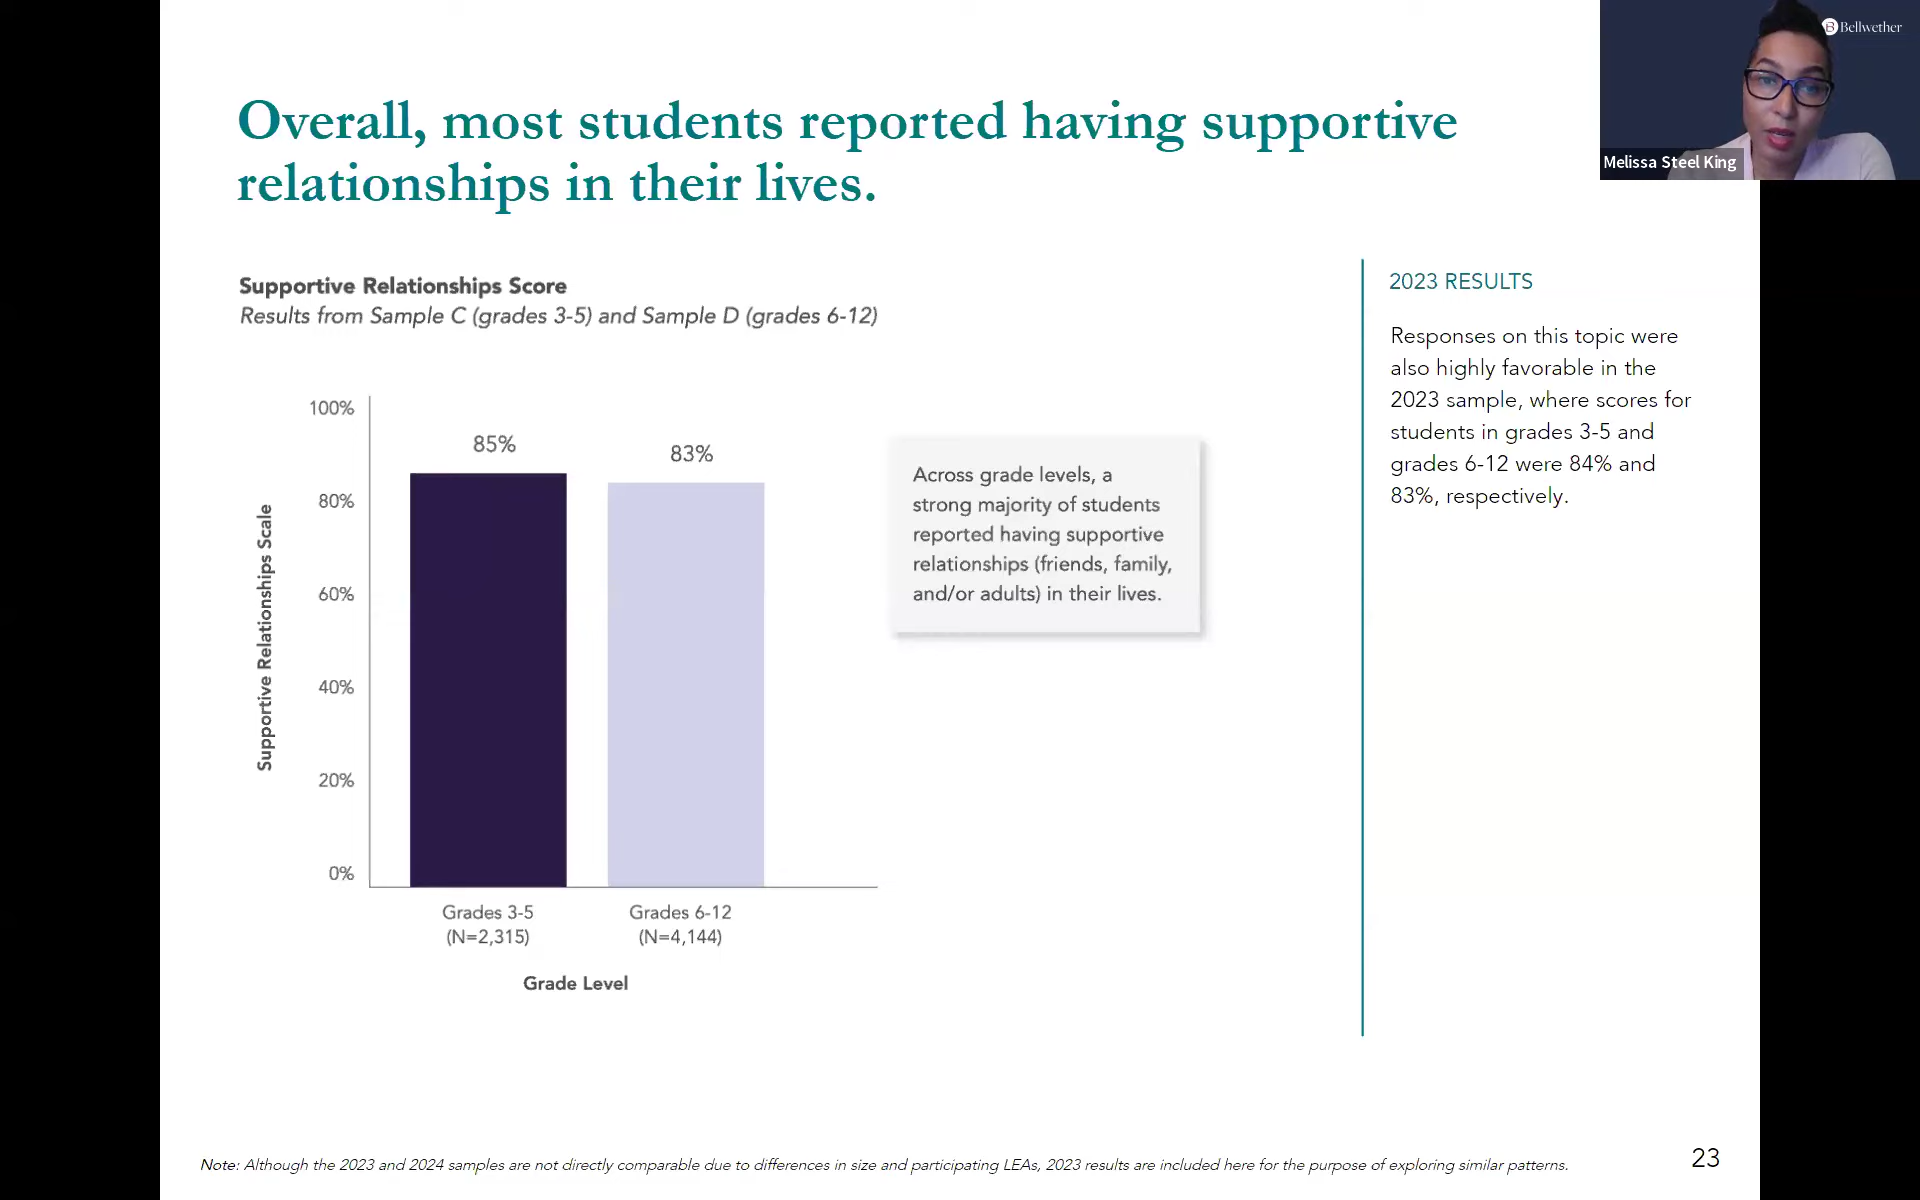 Bellwether
Melissa Steel King
Overall, most students reported having supportive
relationships in their lives.
Supportive Relationships Score
Results from Sample C (grades 3-5) and Sample D (grades 6-12)
Supportive Relationships Scale
100%
80%
60%
40%
20%
0%
85%
83%
Grades 3-5
(N=2,315)
Grades 6-12
(N=4,144)
Grade Level
Across grade levels, a
strong majority of students
reported having supportive
relationships (friends, family,
and/or adults) in their lives.
2023 RESULTS
Responses on this topic were
also highly favorable in the
2023 sample, where scores for
students in grades 3-5 and
grades 6-12 were 84% and
83%, respectively.
Note: Although the 2023 and 2024 samples are not directly comparable due to differences in size and participating LEAs, 2023 results are included here for the purpose of exploring similar patterns.
23